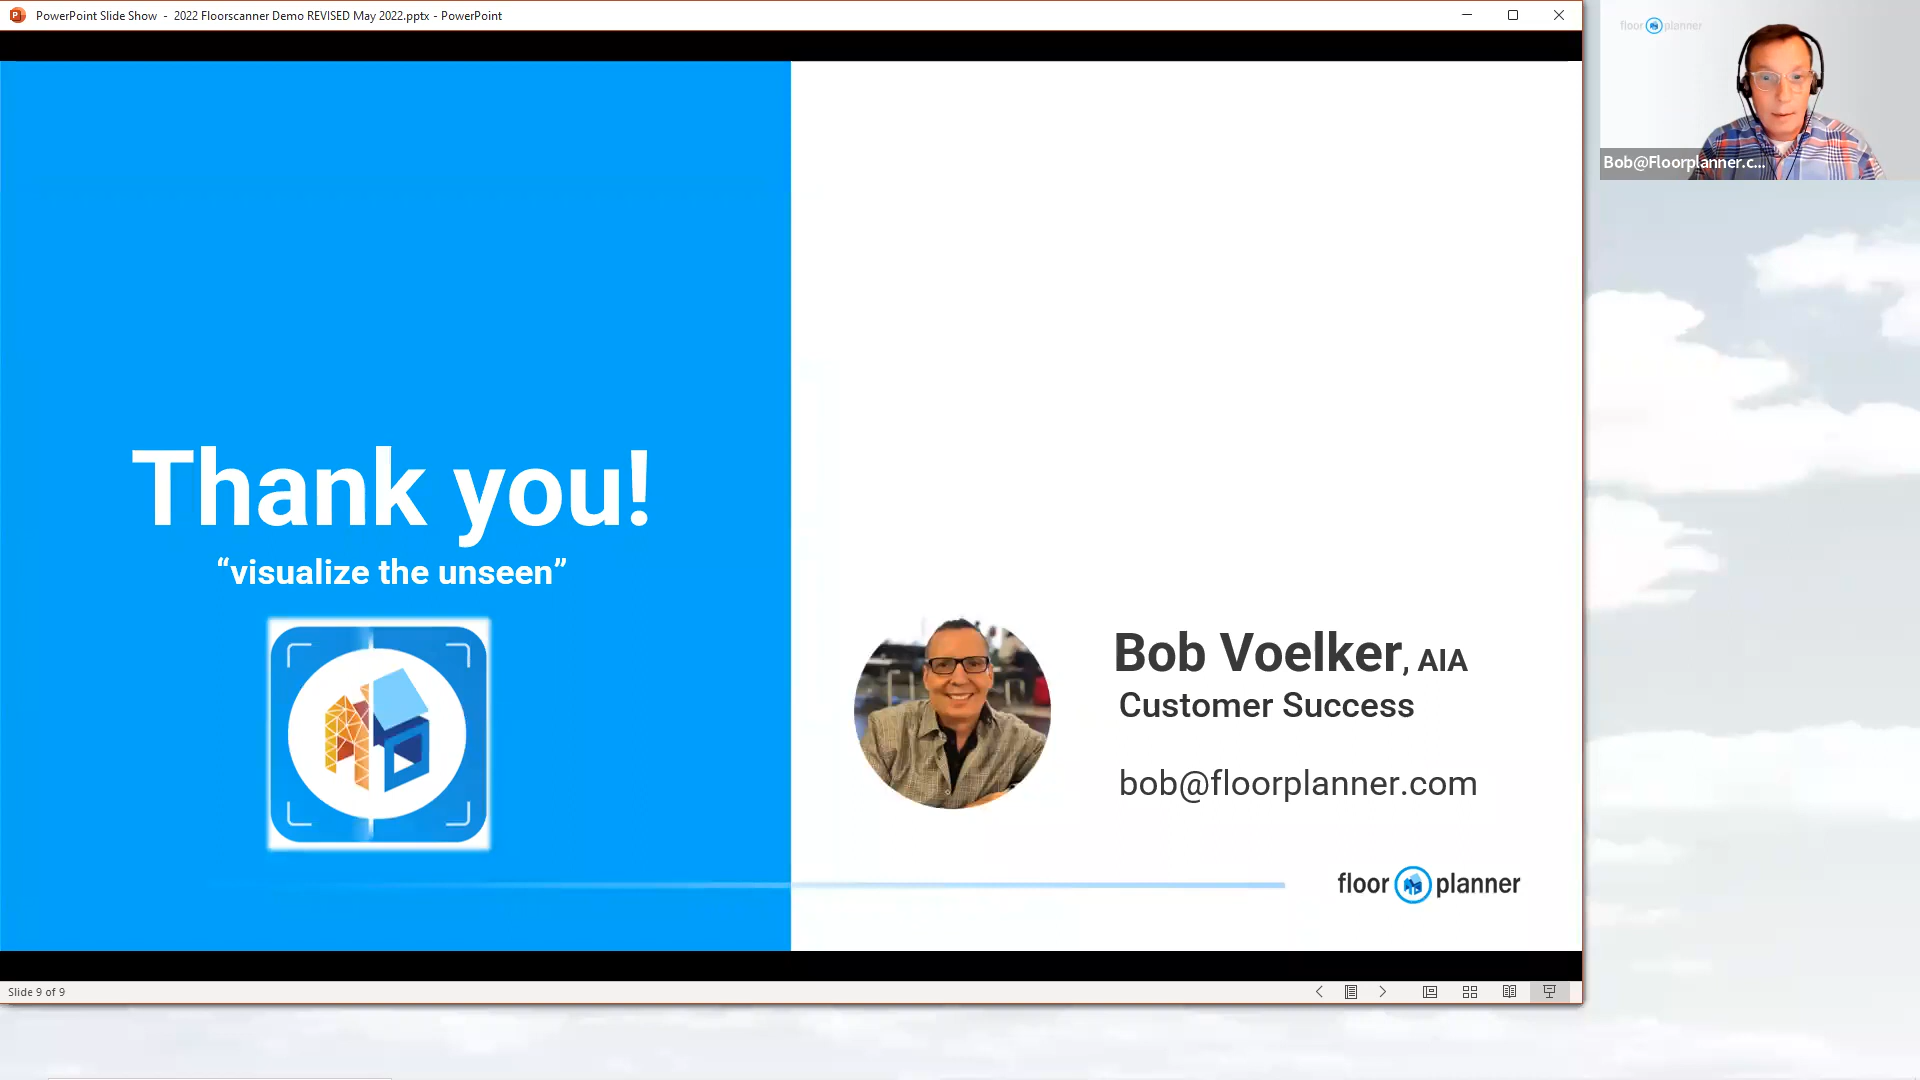 PowerPoint Slide Show - 2022 Floorscanner Demo REVISED May 2022.pptx - PowerPoint
floor planner
Bob@Floorplanner.c...
Thank you!
“visualize the unseen”
Bob Voelker, AIA
Customer Success
bob@floorplanner.com
floor planner
Slide 9 of 9